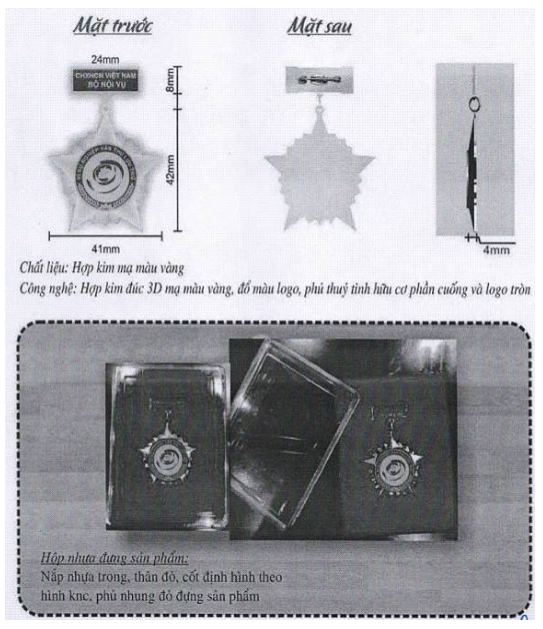 Mặt trước
Mặt sau
24mm
CHXHCN VIỆT NAM
BỘ NỘI VỤ
8mm
42mm
41mm
4mm
Chất liệu: Hợp kim mạ màu vàng
Công nghệ: Hợp kim đúc 3D mạ màu vàng, đổ màu logo, phủ thuỷ tinh hữu cơ phần cuống và logo tròn
Hộp nhựa đựng sản phẩm:
Nắp nhựa trong, thân đỏ, cốt định hình theo
hình knc, phủ nhung đỏ đựng sản phẩm